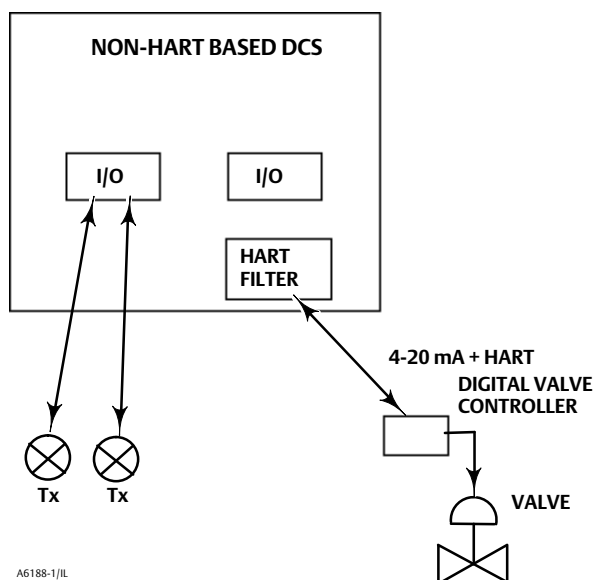 NON-HART BASED DCS
I/O
I/O
HART
FILTER
4-20 mA + HART
DIGITAL VALVE
CONTROLLER
Tx
Tx
VALVE
A6188-1/IL